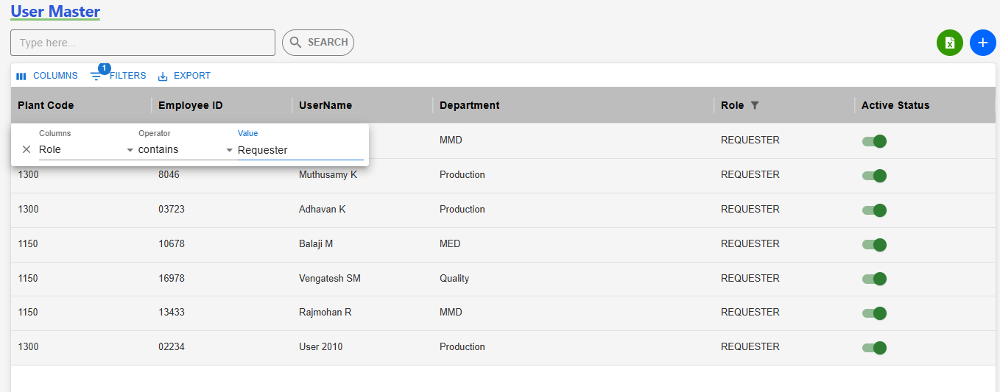 User Master
Type here... SEARCH
COLUMNS 1 FILTERS EXPORT
Plant Code Employee ID UserName Department Role Active Status
Columns Operator Value
Role contains Requester
MMD REQUESTER
1300 8046 Muthusamy K Production REQUESTER
1300 03723 Adhavan K Production REQUESTER
1150 10678 Balaji M MED REQUESTER
1150 16978 Vengatesh SM Quality REQUESTER
1150 13433 Rajmohan R MMD REQUESTER
1300 02234 User 2010 Production REQUESTER